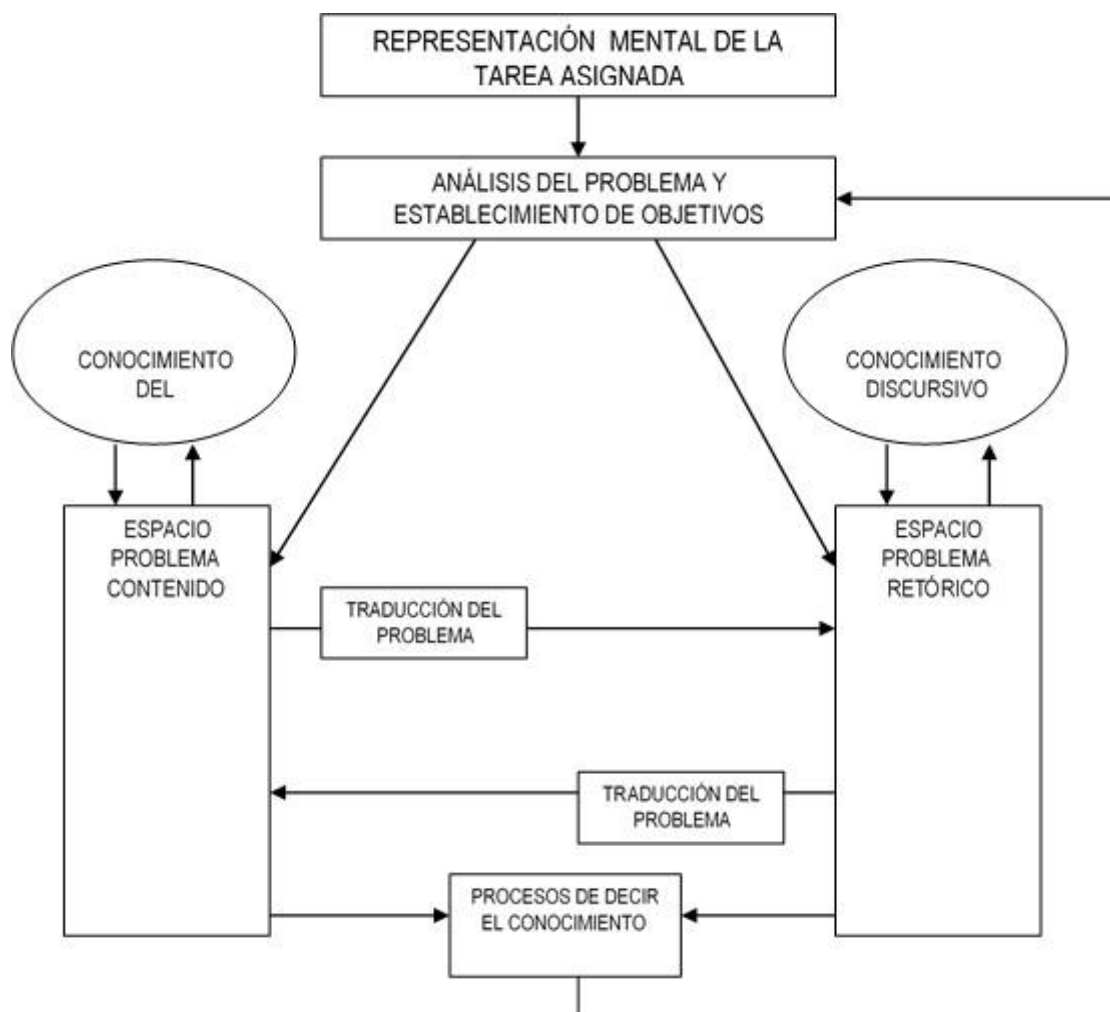 REPRESENTACIÓN MENTAL DE LA
TAREA ASIGNADA
ANÁLISIS DEL PROBLEMA Y
ESTABLECIMIENTO DE OBJETIVOS
CONOCIMIENTO
DEL
CONOCIMIENTO
DISCURSIVO
ESPACIO
PROBLEMA
CONTENIDO
ESPACIO
PROBLEMA
RETÓRICO
TRADUCCIÓN DEL
PROBLEMA
TRADUCCIÓN DEL
PROBLEMA
PROCESOS DE DECIR
EL CONOCIMIENTO